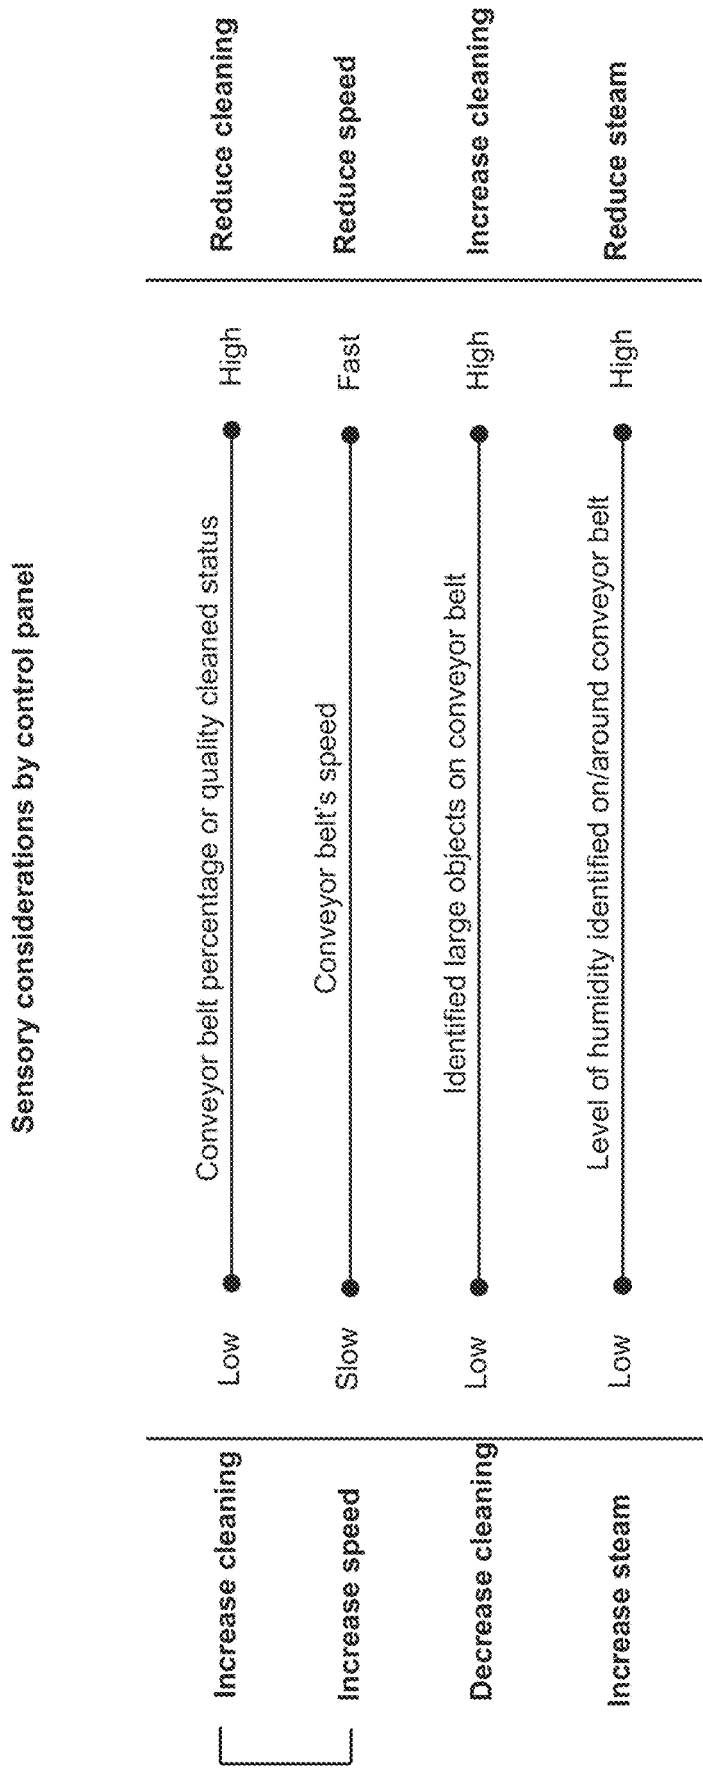 Sensory considerations by control panel
Increase cleaning
Low
Conveyor belt percentage or quality cleaned status
High
Reduce cleaning
Increase speed
Slow
Conveyor belt's speed
Fast
Reduce speed
Decrease cleaning
Low
Identified large objects on conveyor belt
High
Increase cleaning
Increase steam
Low
Level of humidity identified on/around conveyor belt
High
Reduce steam